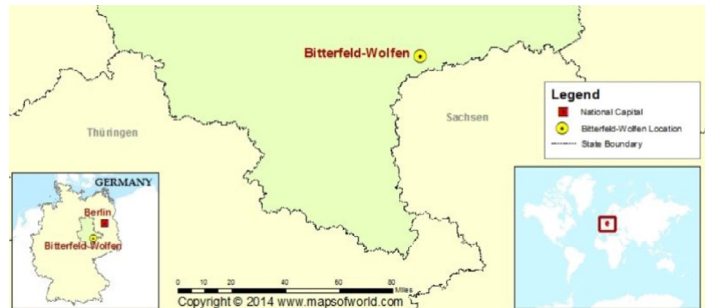 Bitterfeld-Wolfen
Legend
National Capital
Bitterfeld-Wolfen Location
State Boundary
Thüringen
Sachsen
GERMANY
Berlin
Bitterfeld-Wolfen
0 10 20 40 60 80
Miles
Copyright © 2014 www.mapsofworld.com